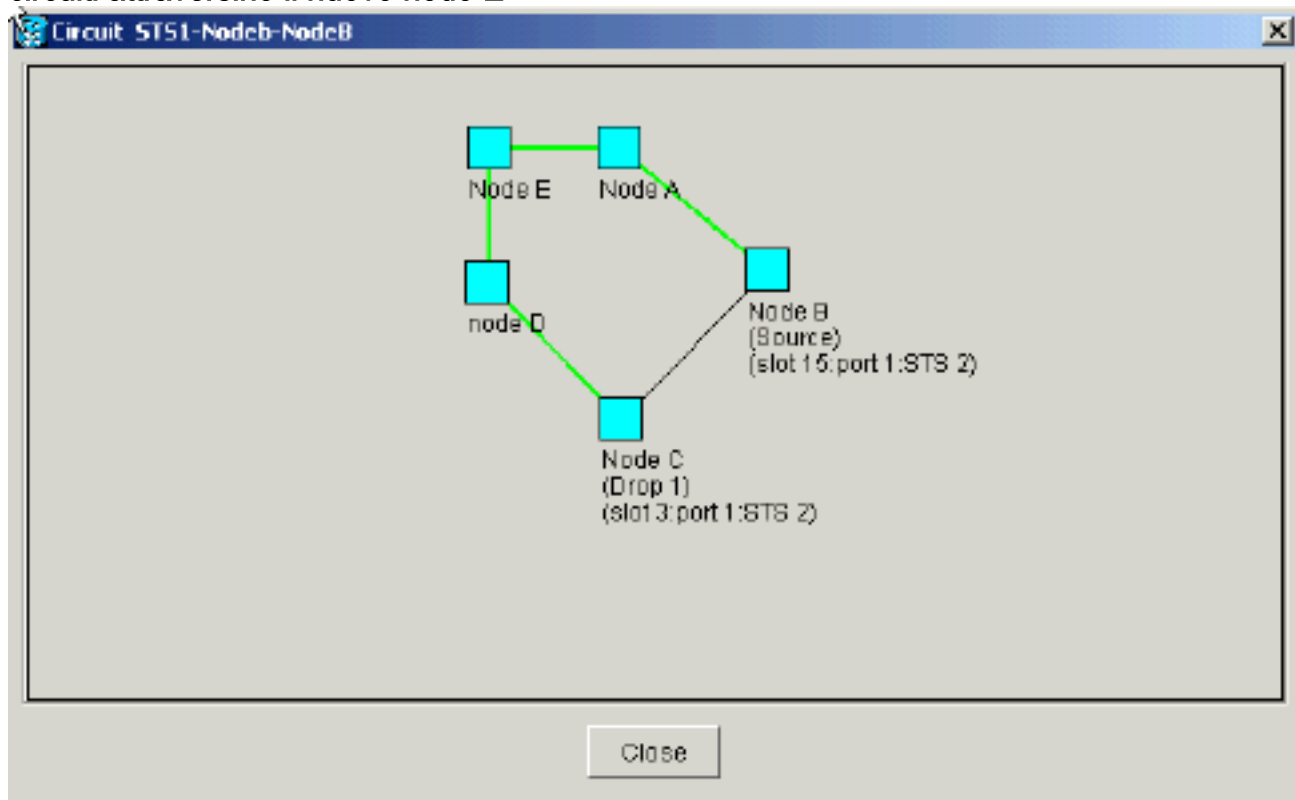 Circuit STS1-Nodeb-NodeB
Node E
Node A
Node B
(Source)
(slot 15:port 1:STS 2)
node D
Node C
(Drop 1)
(slot 3:port 1:STS 2)
Close